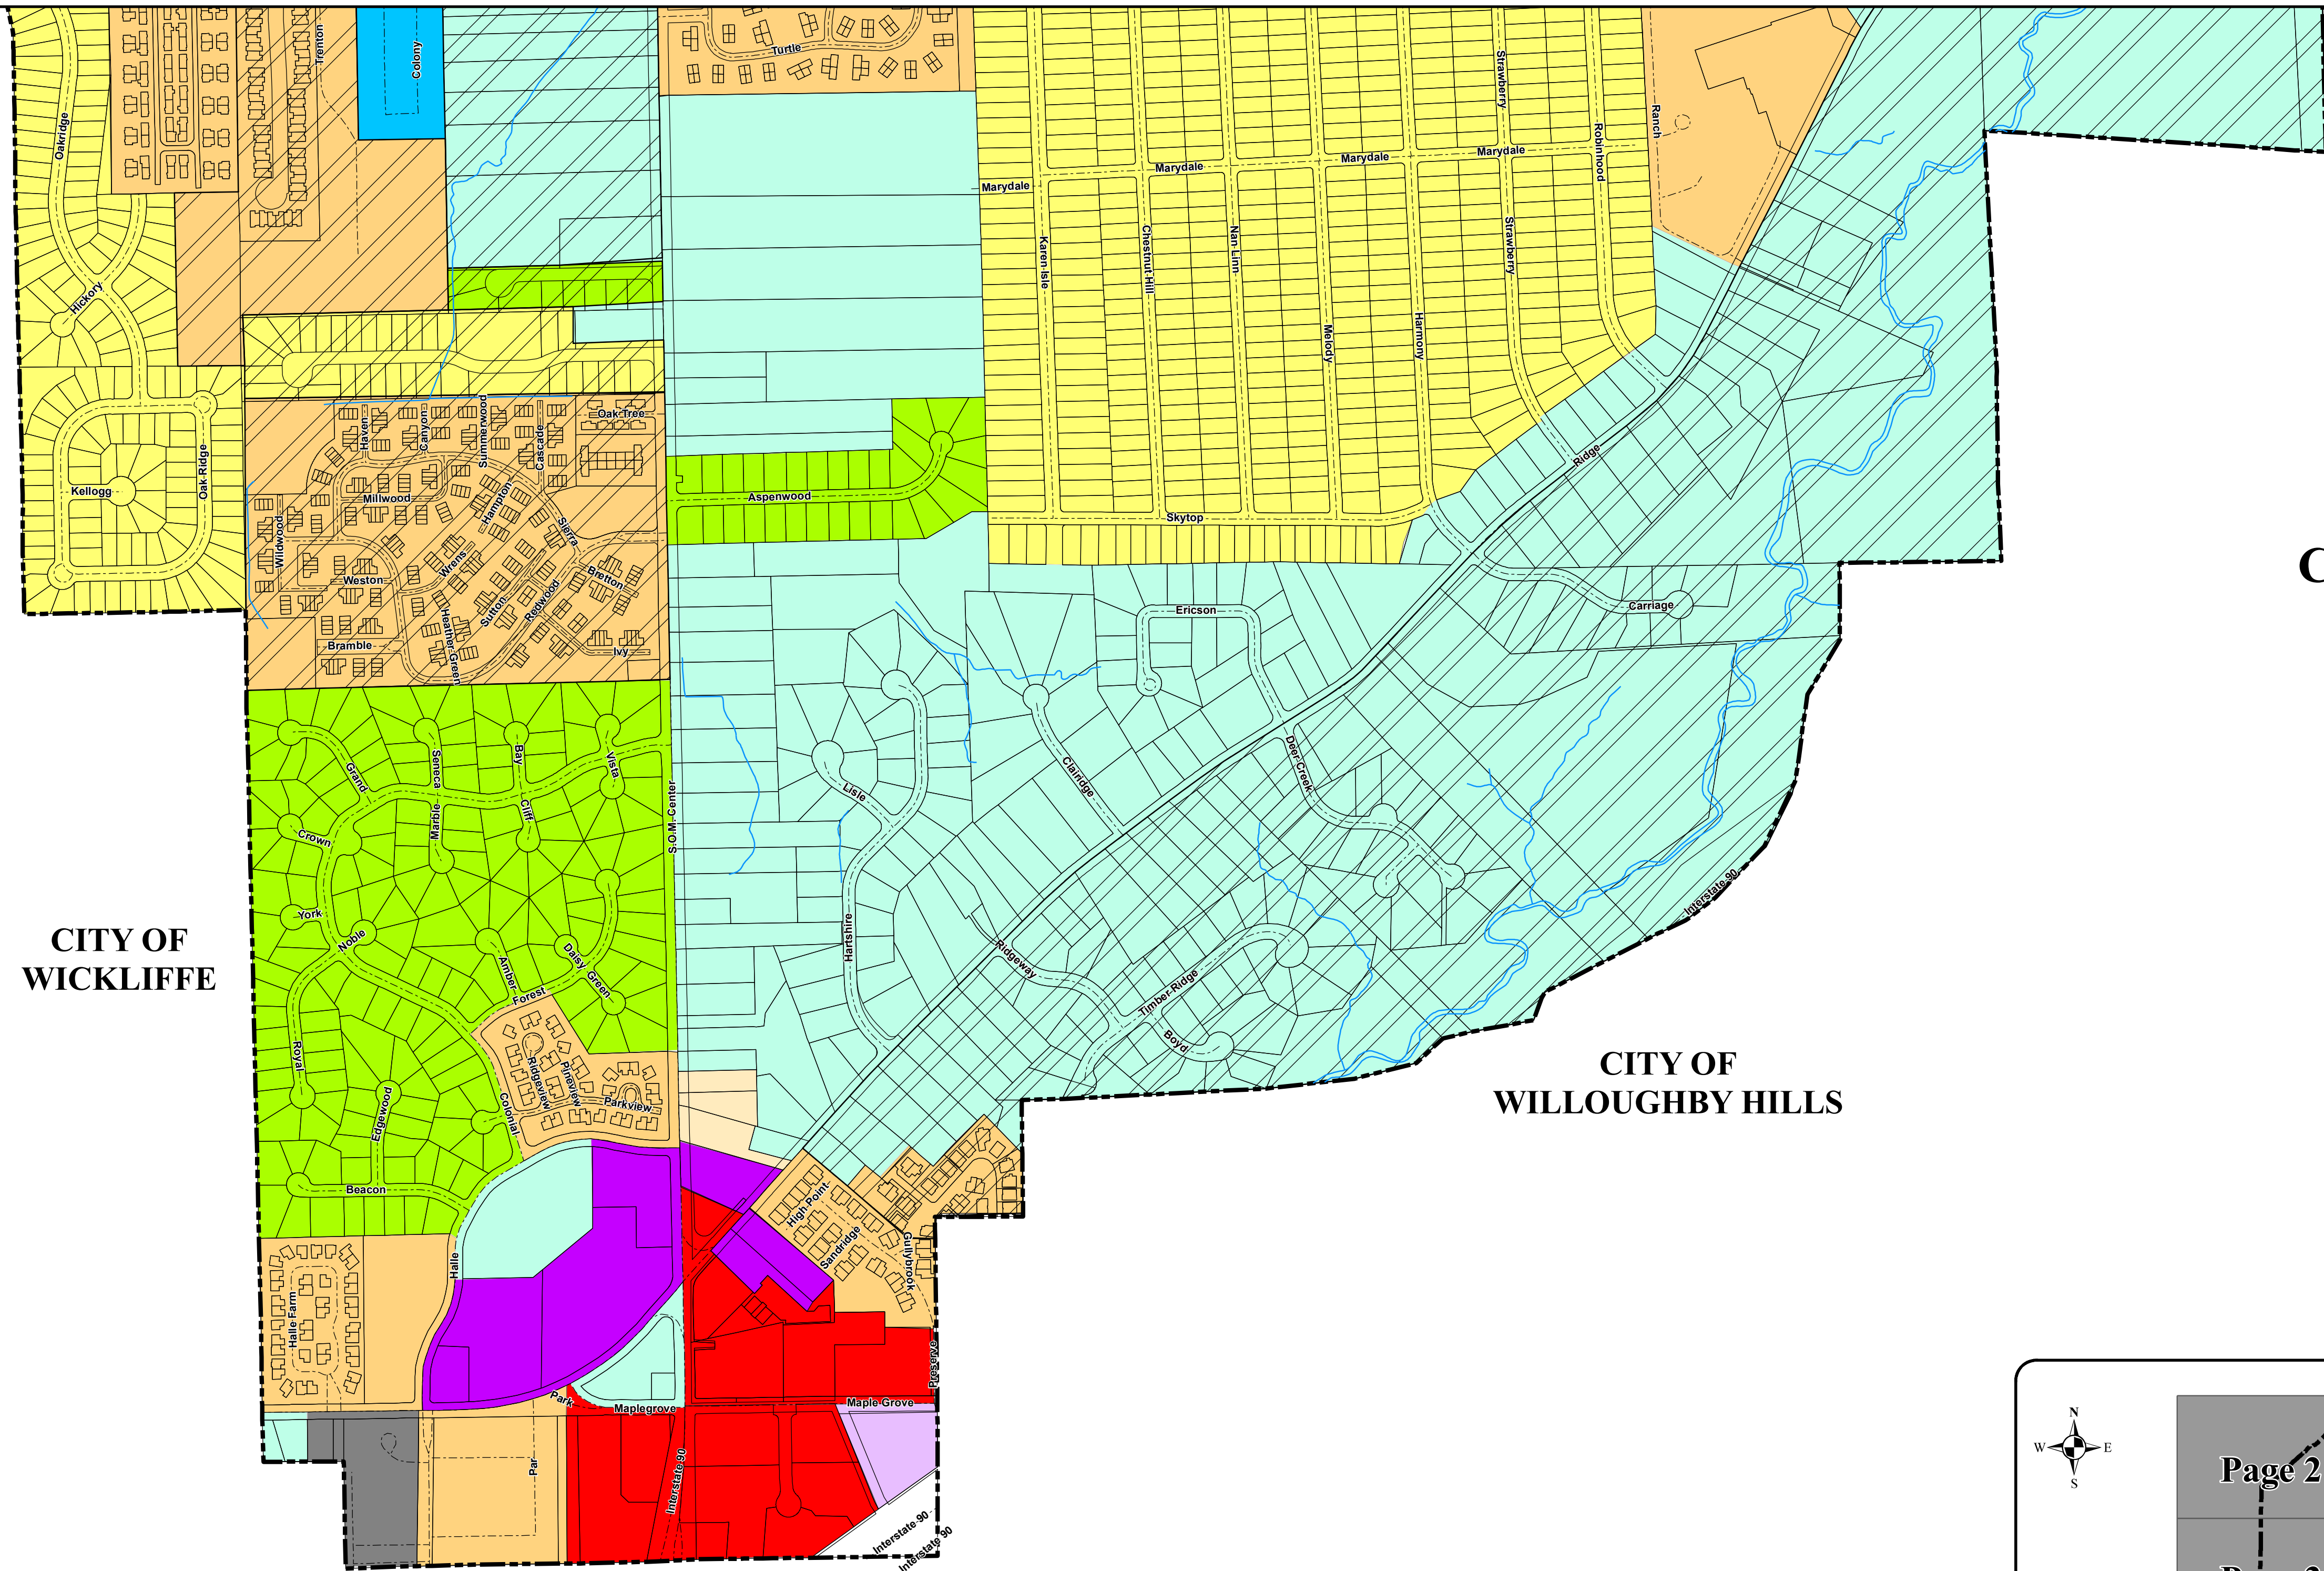 Trenton
Colony
Turtle
Oakridge
Strawberry
Ranch
Robinhood
Marydale
Marydale
Marydale
Marydale
Karen Isle
Chestnut Hill
Nan Linn
Strawberry
Hickory
Melody
Harmony
Haven
Canyon
Summerwood
Cascade
Oak Tree
Ridge
Oak Ridge
Kellogg
Millwood
Hampton
Aspenwood
Skytop
Wildwood
Sierra
Weston
Wrens
Bretton
Sutton
Redwood
Heather Green
Bramble
Ivy
Ericson
Carriage
C
Grand
Seneca
Bay
Vista
Marble
Cliff
Crown
S.O.M. Center
Lisle
Clairidge
Deer Creek
Interstate 90
York
Noble
Amber
Daisy
Green
Forest
Hartshire
Ridgeway
Timber Ridge
Boyd
CITY OF
WICKLIFFE
CITY OF
WILLOUGHBY HILLS
Royal
Edgewood
Colonial
Ridgeview
Pineview
Parkview
Beacon
Halle
High Point
Sandridge
Gullybrook
Halle Farm
Preserve
Park
Maplegrove
Maple Grove
Par
Interstate 90
Interstate 90
Interstate 90
N
W
E
S
Page 2